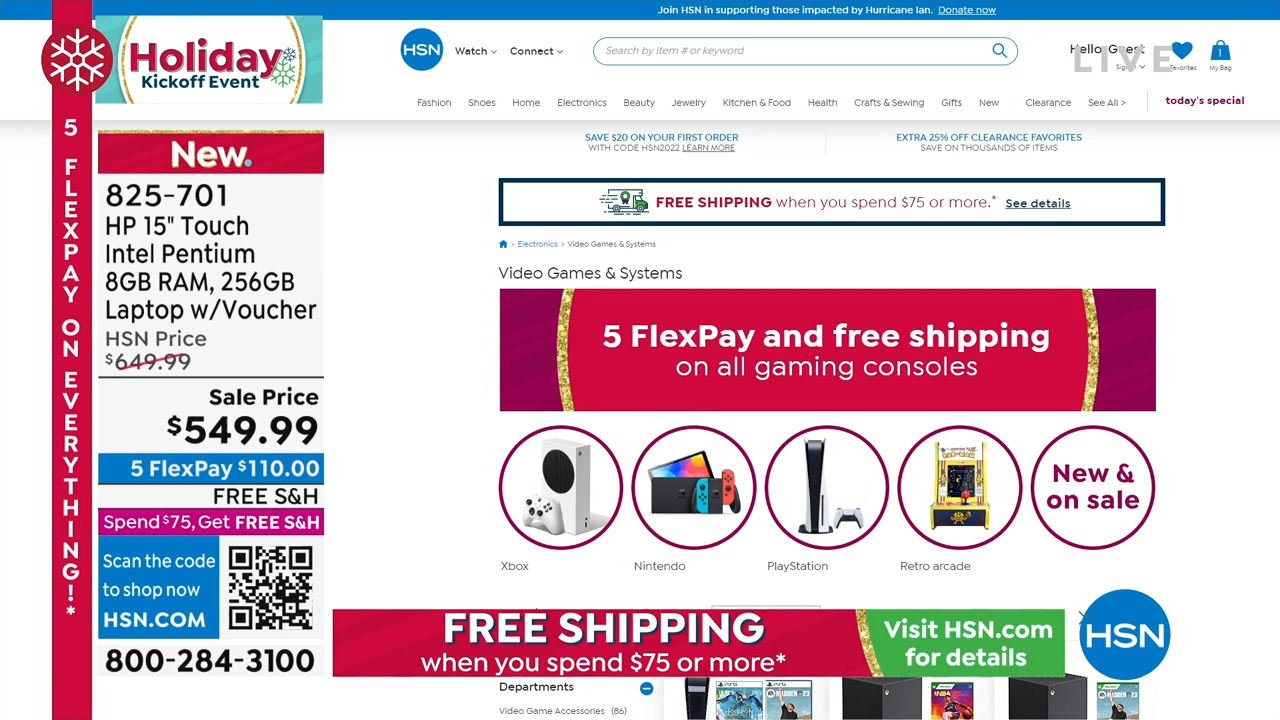 Join HSN in supporting those impacted by Hurricane Ian. Donate now
Holiday
Kickoff Event
HSN
Watch
Connect
Search by item # or keyword
Hello, Guest
LIVE
Favorites
1
My Bag
Fashion Shoes Home Electronics Beauty Jewelry Kitchen & Food Health Crafts & Sewing Gifts New Clearance See All > today's special
5 FLEXPAY ON EVERYTHING!*
New.
825-701
HP 15" Touch
Intel Pentium
8GB RAM, 256GB
Laptop w/Voucher
HSN Price
$649.99
Sale Price
$549.99
5 FlexPay $110.00
FREE S&H
Spend $75, Get FREE S&H
Scan the code
to shop now
HSN.COM
800-284-3100
SAVE $20 ON YOUR FIRST ORDER
WITH CODE HSN2022 LEARN MORE
EXTRA 25% OFF CLEARANCE FAVORITES
SAVE ON THOUSANDS OF ITEMS
FREE SHIPPING when you spend $75 or more.* See details
> Electronics > Video Games & Systems
Video Games & Systems
5 FlexPay and free shipping
on all gaming consoles
New &
on sale
Xbox
Nintendo
PlayStation
Retro arcade
FREE SHIPPING
when you spend $75 or more*
Visit HSN.com
for details
HSN
Departments
Video Game Accessories (86)